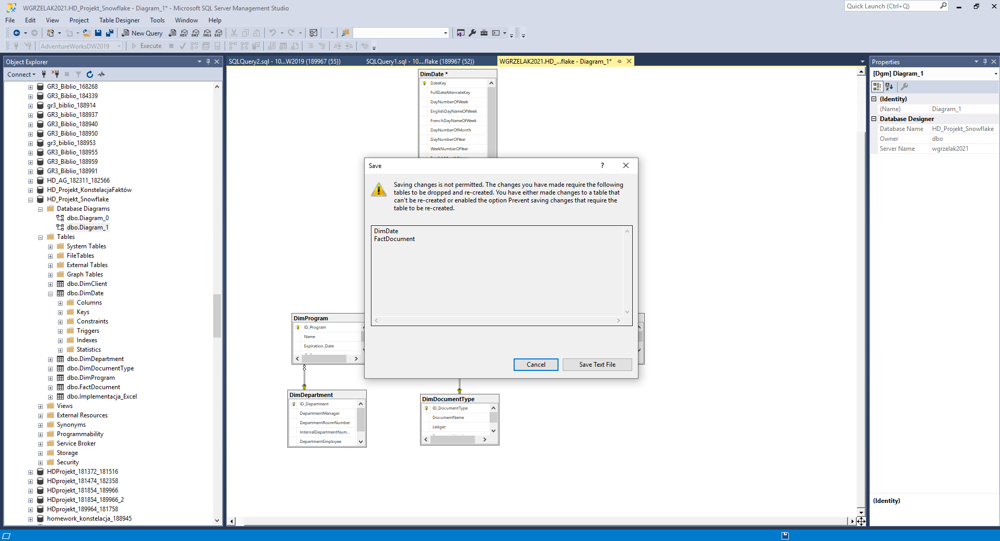 WGRZELAK2021.HD_Projekt_Snowflake - Diagram_1* - Microsoft SQL Server Management Studio
Quick Launch (Ctrl+Q)
File Edit View Project Table Designer Tools Window Help
New Query MDX DMX XMLA DAX
AdventureWorksDW2019 Execute
Object Explorer
Connect
GR3_Biblio_168268
GR3_Biblio_184339
gr3_biblio_188914
GR3_biblio_188937
GR3_Biblio_188940
GR3_Biblio_188950
gr3_biblio_188953
GR3_Biblio_188955
GR3_Biblio_188959
GR3_Biblio_188991
HD_AG_182311_182566
HD_Projekt_KonstelacjaFaktów
HD_Projekt_Snowflake
Database Diagrams
dbo.Diagram_0
dbo.Diagram_1
Tables
System Tables
FileTables
External Tables
Graph Tables
dbo.DimClient
dbo.DimDate
Columns
Keys
Constraints
Triggers
Indexes
Statistics
dbo.DimDepartment
dbo.DimDocumentType
dbo.DimProgram
dbo.FactDocument
dbo.Implementacja_Excel
Views
External Resources
Synonyms
Programmability
Service Broker
Storage
Security
HDProjekt_181372_181516
HDprojekt_181474_182358
HDprojekt_181854_189966
HDprojekt_181854_189966_2
HDprojekt_189964_181758
homework_konstelacja_188945
SQLQuery2.sql - 10...W2019 (189967 (55))
SQLQuery1.sql - 10....flake (189967 (52))
WGRZELAK2021.HD_...flake - Diagram_1*
DimDate *
DateKey
FullDateAlternateKey
DayNumberOfWeek
EnglishDayNameOfWeek
FrenchDayNameOfWeek
DayNumberOfMonth
DayNumberOfYear
WeekNumberOfYear
Save
?
Saving changes is not permitted. The changes you have made require the following
tables to be dropped and re-created. You have either made changes to a table that
can't be re-created or enabled the option Prevent saving changes that require the
table to be re-created.
DimDate
FactDocument
Cancel Save Text File
DimProgram
ID_Program
Name
Expiration_Date
DimDepartment
ID_Department
DepartmentManager
DepartmentRoomNumber
InternalDepartmentNum...
DepartmentEmployee
DimDocumentType
ID_DocumentType
DocumentName
Ledger
Properties
[Dgm] Diagram_1
(Identity)
(Name) Diagram_1
Database Designer
Database Name HD_Projekt_Snowflake
Owner dbo
Server Name wgrzelak2021
(Identity)